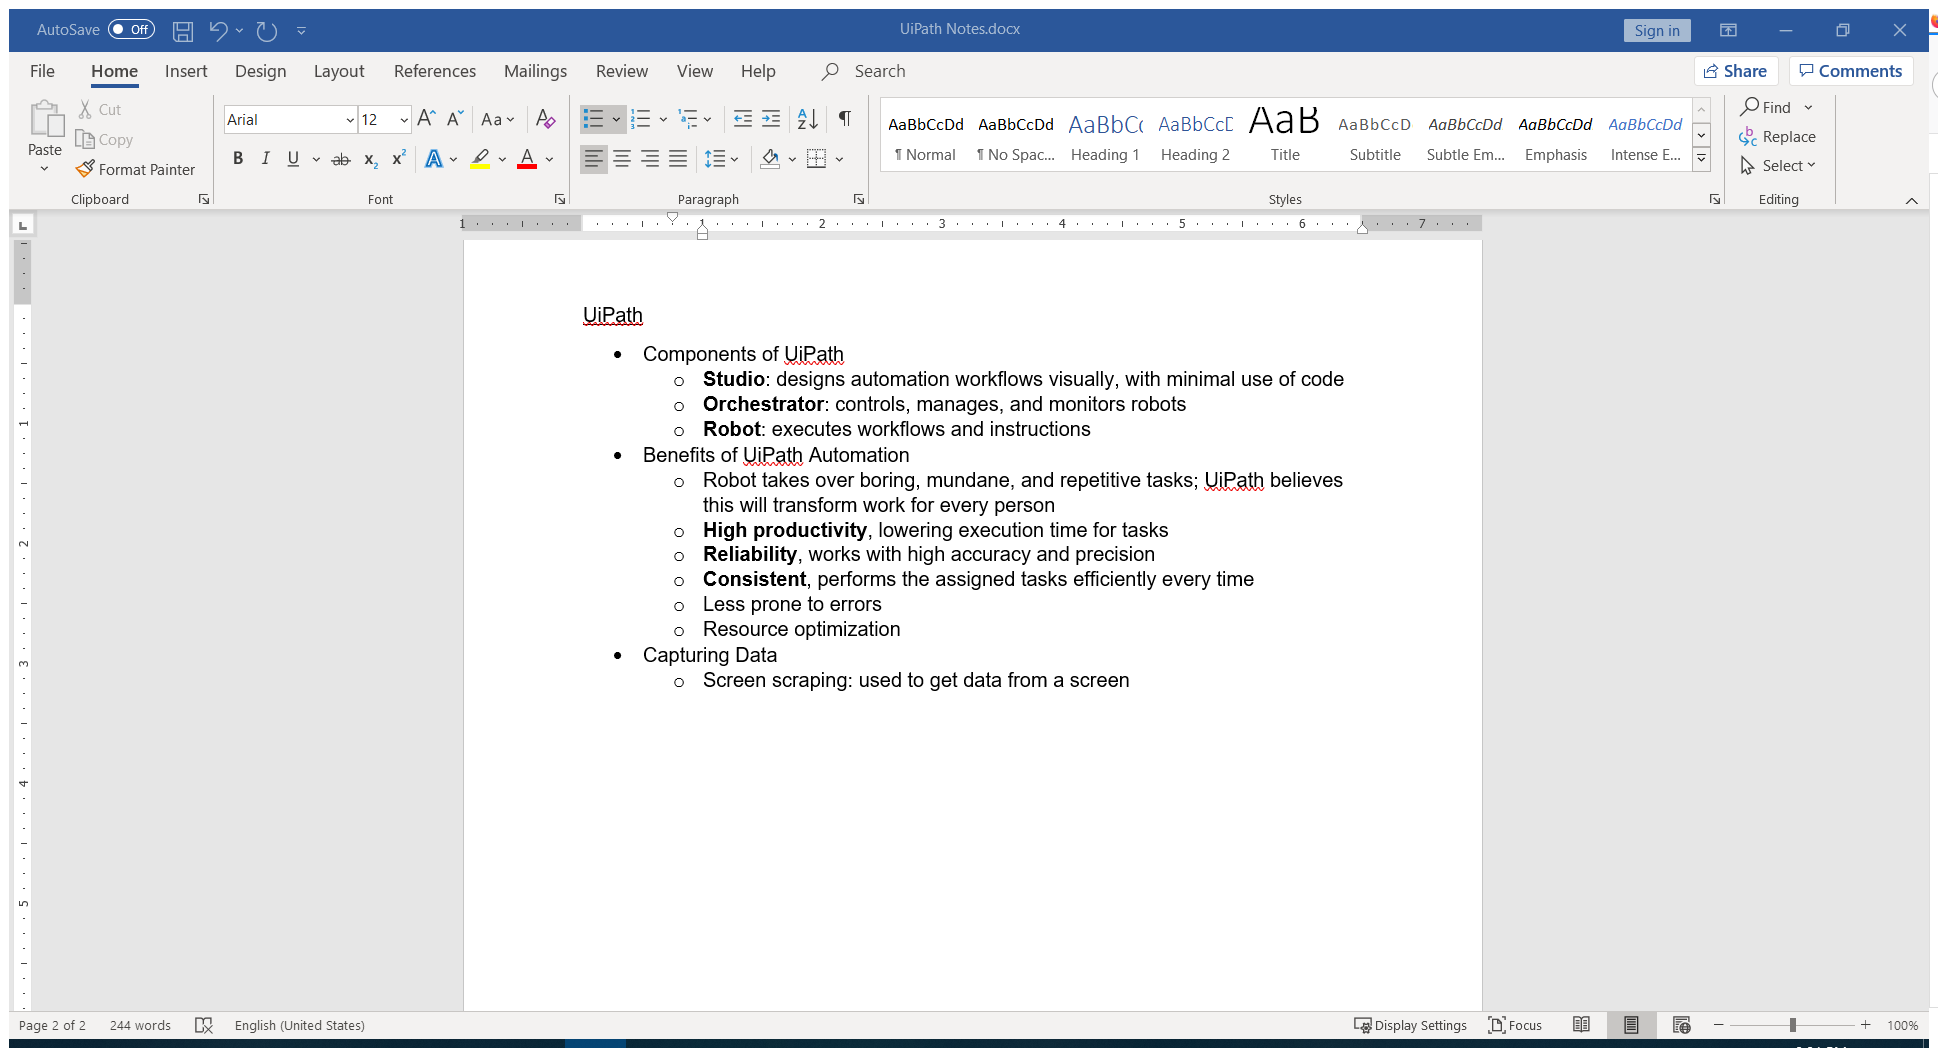 AutoSave Off UiPath Notes.docx Sign in
File Home Insert Design Layout References Mailings Review View Help Search Share Comments
Paste Cut Copy Format Painter
Clipboard
Arial 12 Aa
B I U ab x2 x2 A A
Font
Paragraph
AaBbCcDd AaBbCcDd AaBbCc AaBbCcD AaB AaBbCcD AaBbCcDd AaBbCcDd AaBbCcDd
¶ Normal ¶ No Spac... Heading 1 Heading 2 Title Subtitle Subtle Em... Emphasis Intense E...
Styles
Find
Replace
Select
Editing
1 1 2 3 4 5 6 7
UiPath
• Components of UiPath
o Studio: designs automation workflows visually, with minimal use of code
o Orchestrator: controls, manages, and monitors robots
o Robot: executes workflows and instructions
• Benefits of UiPath Automation
o Robot takes over boring, mundane, and repetitive tasks; UiPath believes
this will transform work for every person
o High productivity, lowering execution time for tasks
o Reliability, works with high accuracy and precision
o Consistent, performs the assigned tasks efficiently every time
o Less prone to errors
o Resource optimization
• Capturing Data
o Screen scraping: used to get data from a screen
1
2
3
4
5
Page 2 of 2 244 words English (United States) Display Settings Focus 100%